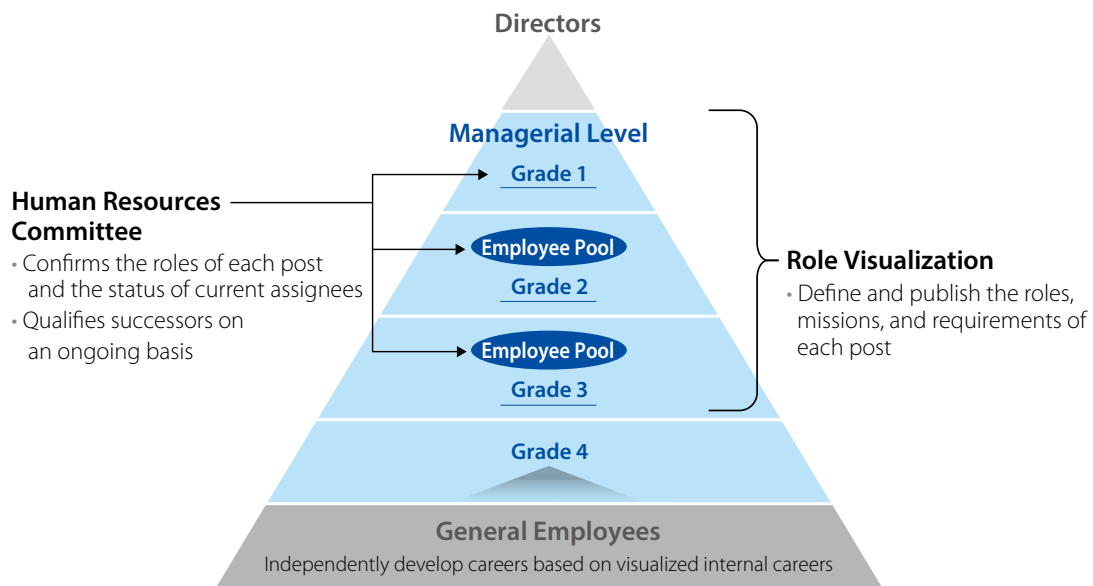 Directors
Managerial Level
Grade 1
Human Resources
Committee
• Confirms the roles of each post
and the status of current assignees
• Qualifies successors on
an ongoing basis
Employee Pool
Grade 2
Employee Pool
Grade 3
Role Visualization
• Define and publish the roles,
missions, and requirements of
each post
Grade 4
General Employees
Independently develop careers based on visualized internal careers